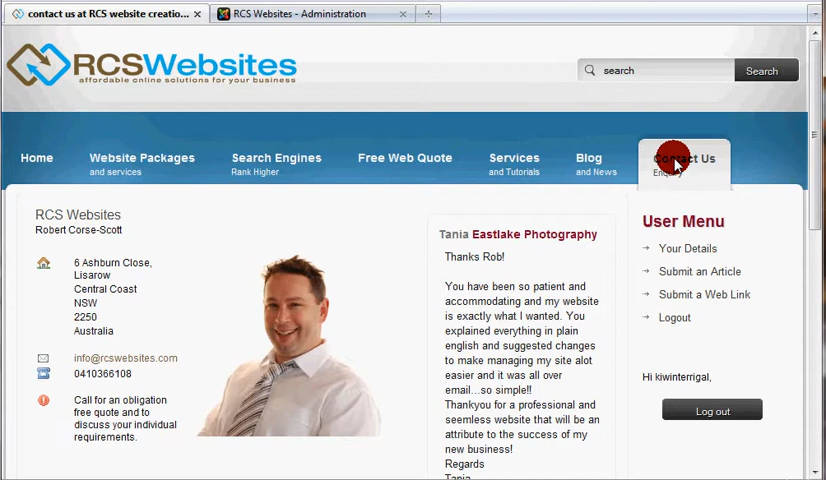 contact us at RCS website creatio...
RCS Websites - Administration
RCSWebsites
affordable online solutions for your business
search
Search
Home
Website Packages
and services
Search Engines
Rank Higher
Free Web Quote
Services
and Tutorials
Blog
and News
Contact Us
Enquiry
RCS Websites
Robert Corse-Scott
6 Ashburn Close,
Lisarow
Central Coast
NSW
2250
Australia
info@rcswebsites.com
0410366108
Call for an obligation
free quote and to
discuss your individual
requirements.
Tania Eastlake Photography
Thanks Rob!
You have been so patient and
accommodating and my website
is exactly what I wanted. You
explained everything in plain
english and suggested changes
to make managing my site alot
easier and it was all over
email...so simple!!
Thankyou for a professional and
seemless website that will be an
attribute to the success of my
new business!
Regards
Tania
User Menu
Your Details
Submit an Article
Submit a Web Link
Logout
Hi kiwinterrigal,
Log out